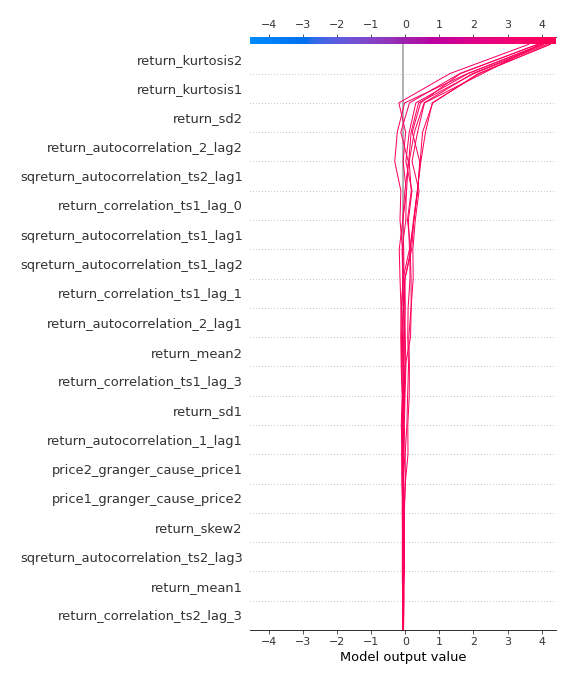 −4 −3 −2 −1 0 1 2 3 4
return_kurtosis2
return_kurtosis1
return_sd2
return_autocorrelation_2_lag2
sqreturn_autocorrelation_ts2_lag1
return_correlation_ts1_lag_0
sqreturn_autocorrelation_ts1_lag1
sqreturn_autocorrelation_ts1_lag2
return_correlation_ts1_lag_1
return_autocorrelation_2_lag1
return_mean2
return_correlation_ts1_lag_3
return_sd1
return_autocorrelation_1_lag1
price2_granger_cause_price1
price1_granger_cause_price2
return_skew2
sqreturn_autocorrelation_ts2_lag3
return_mean1
return_correlation_ts2_lag_3
−4 −3 −2 −1 0 1 2 3 4
Model output value